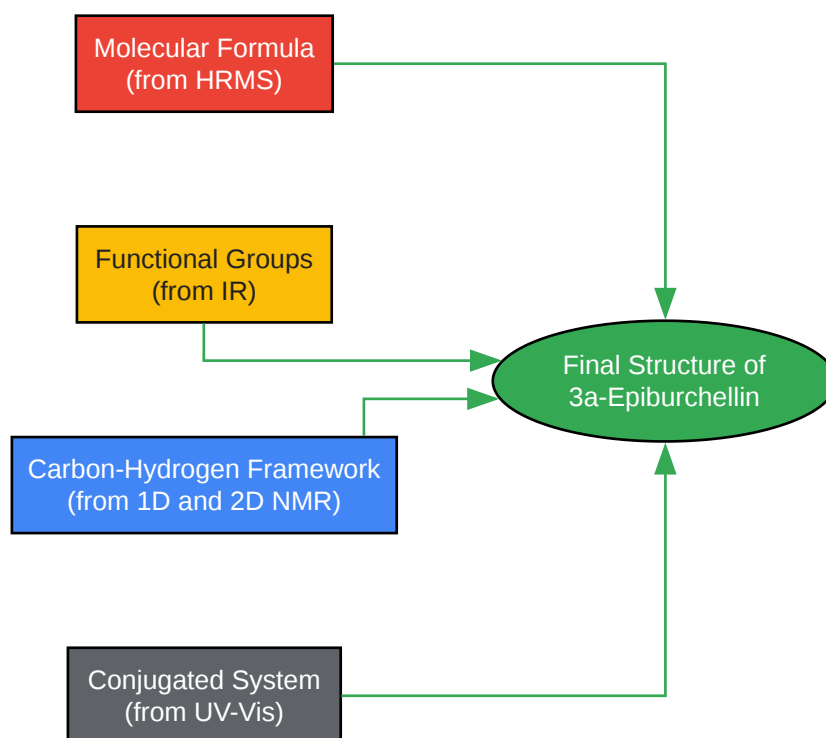 Molecular Formula
(from HRMS)
Functional Groups
(from IR)
Final Structure of
3a-Epiburchellin
Carbon-Hydrogen Framework
(from 1D and 2D NMR)
Conjugated System
(from UV-Vis)